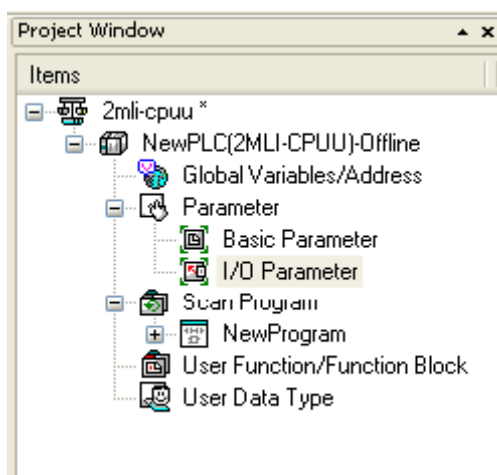 Project Window
Items
2mli-cpuu *
NewPLC(2MLI-CPUU)-Offline
Global Variables/Address
Parameter
Basic Parameter
I/O Parameter
Scan Program
NewProgram
User Function/Function Block
User Data Type